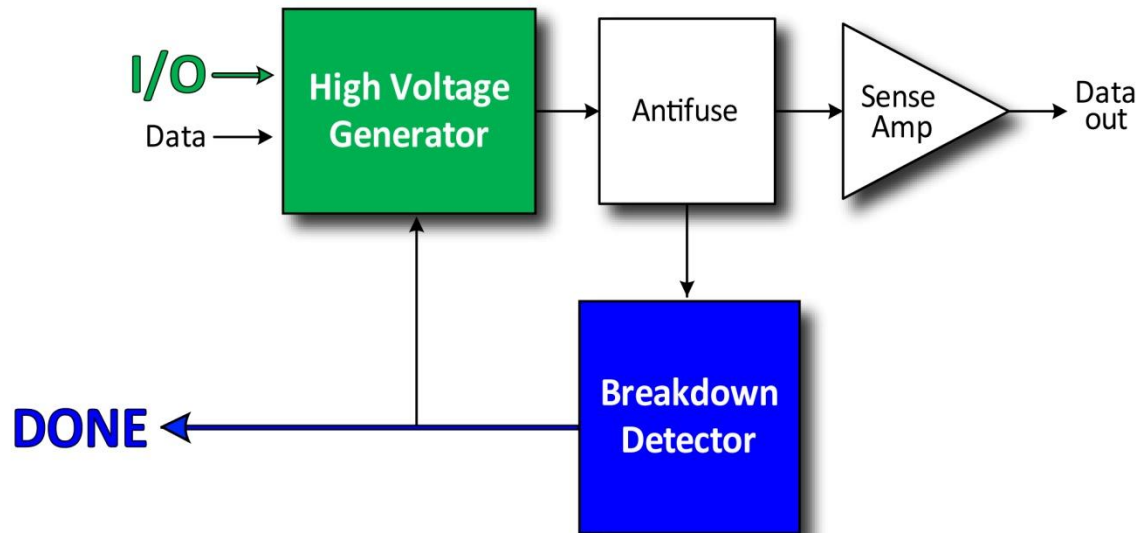 I/O
Data
High Voltage
Generator
Antifuse
Sense
Amp
Data
out
Breakdown
Detector
DONE